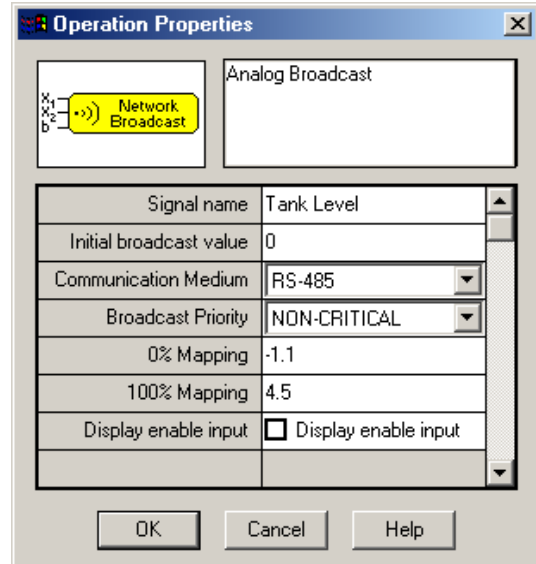 Operation Properties
X1
X2
b
Network
Broadcast
Analog Broadcast
Signal name Tank Level
Initial broadcast value 0
Communication Medium RS-485
Broadcast Priority NON-CRITICAL
0% Mapping -1.1
100% Mapping 4.5
Display enable input Display enable input
OK Cancel Help